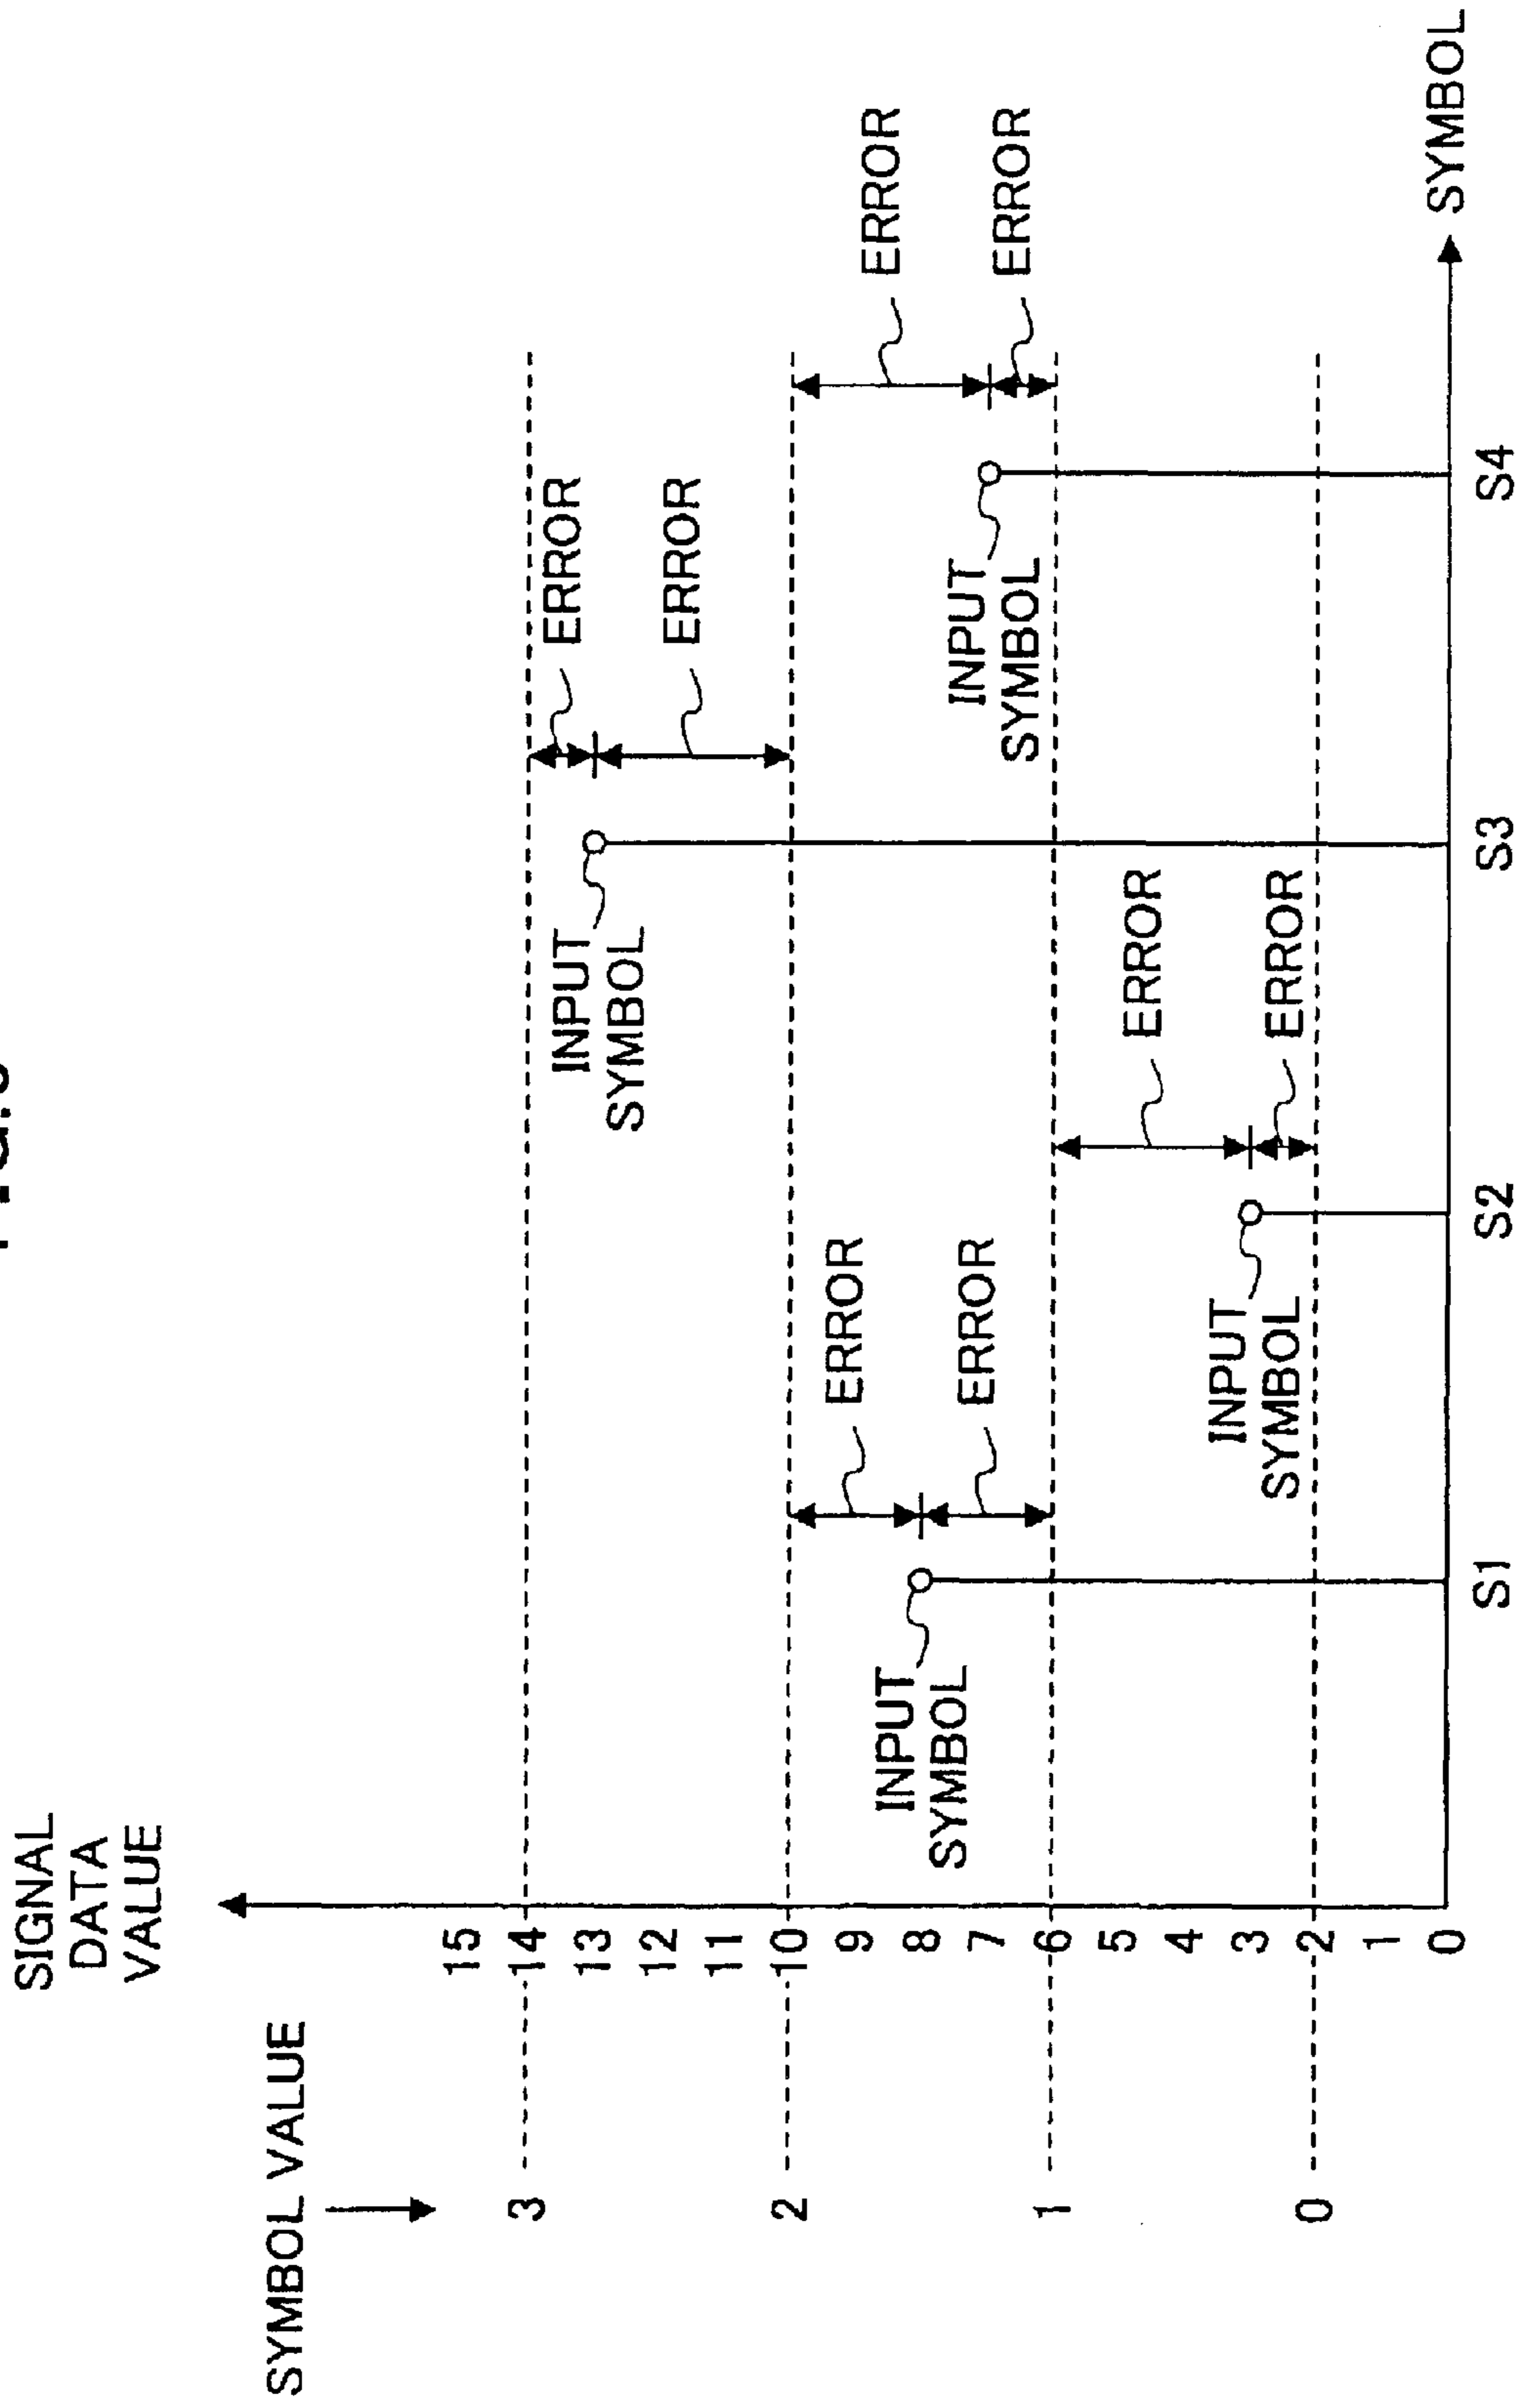 SIGNAL
DATA
VALUE
SYMBOL VALUE
15
14
13
12
11
10
9
8
7
6
5
4
3
2
1
0
3
2
1
0
INPUT
SYMBOL
ERROR
ERROR
INPUT
SYMBOL
ERROR
ERROR
INPUT
SYMBOL
ERROR
ERROR
INPUT
SYMBOL
ERROR
ERROR
S1
S2
S3
S4
SYMBOL